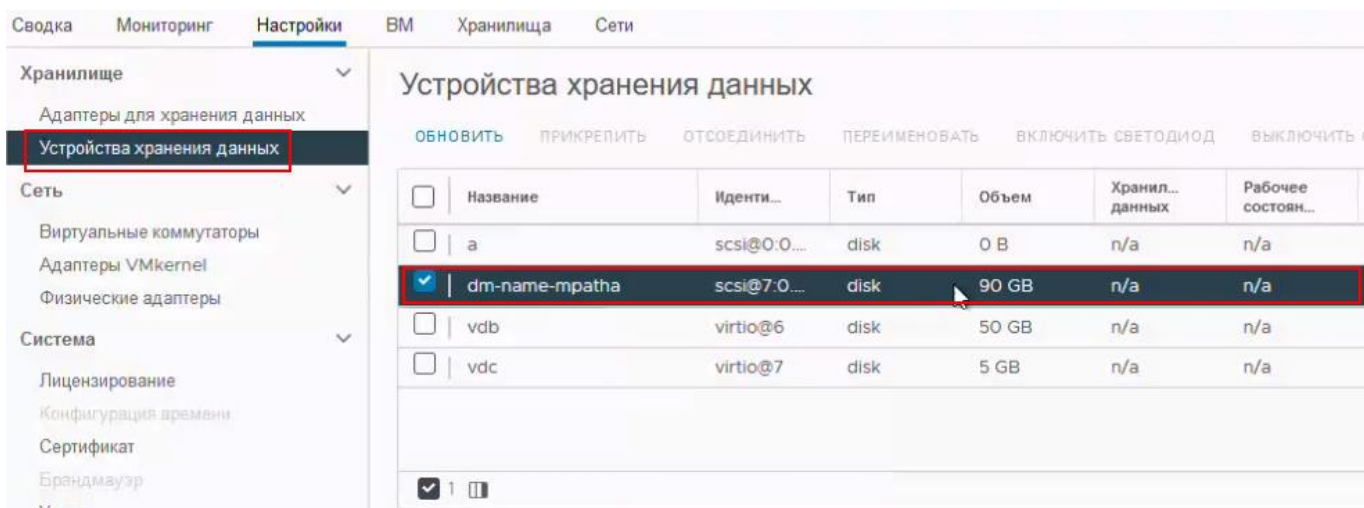 Сводка Мониторинг Настройки ВМ Хранилища Сети
Хранилище
Адаптеры для хранения данных
Устройства хранения данных
Сеть
Виртуальные коммутаторы
Адаптеры VMkernel
Физические адаптеры
Система
Лицензирование
Конфигурация времени
Сертификат
Брандмауэр
Устройства хранения данных
ОБНОВИТЬ ПРИКРЕПИТЬ ОТСОЕДИНИТЬ ПЕРЕИМЕНОВАТЬ ВКЛЮЧИТЬ СВЕТОДИОД ВЫКЛЮЧИТЬ
Название Иденти... Тип Объем Хранил... данных Рабочее состоян...
a scsi@0:0.... disk 0 B n/a n/a
dm-name-mpatha scsi@7:0.... disk 90 GB n/a n/a
vdb virtio@6 disk 50 GB n/a n/a
vdc virtio@7 disk 5 GB n/a n/a
1